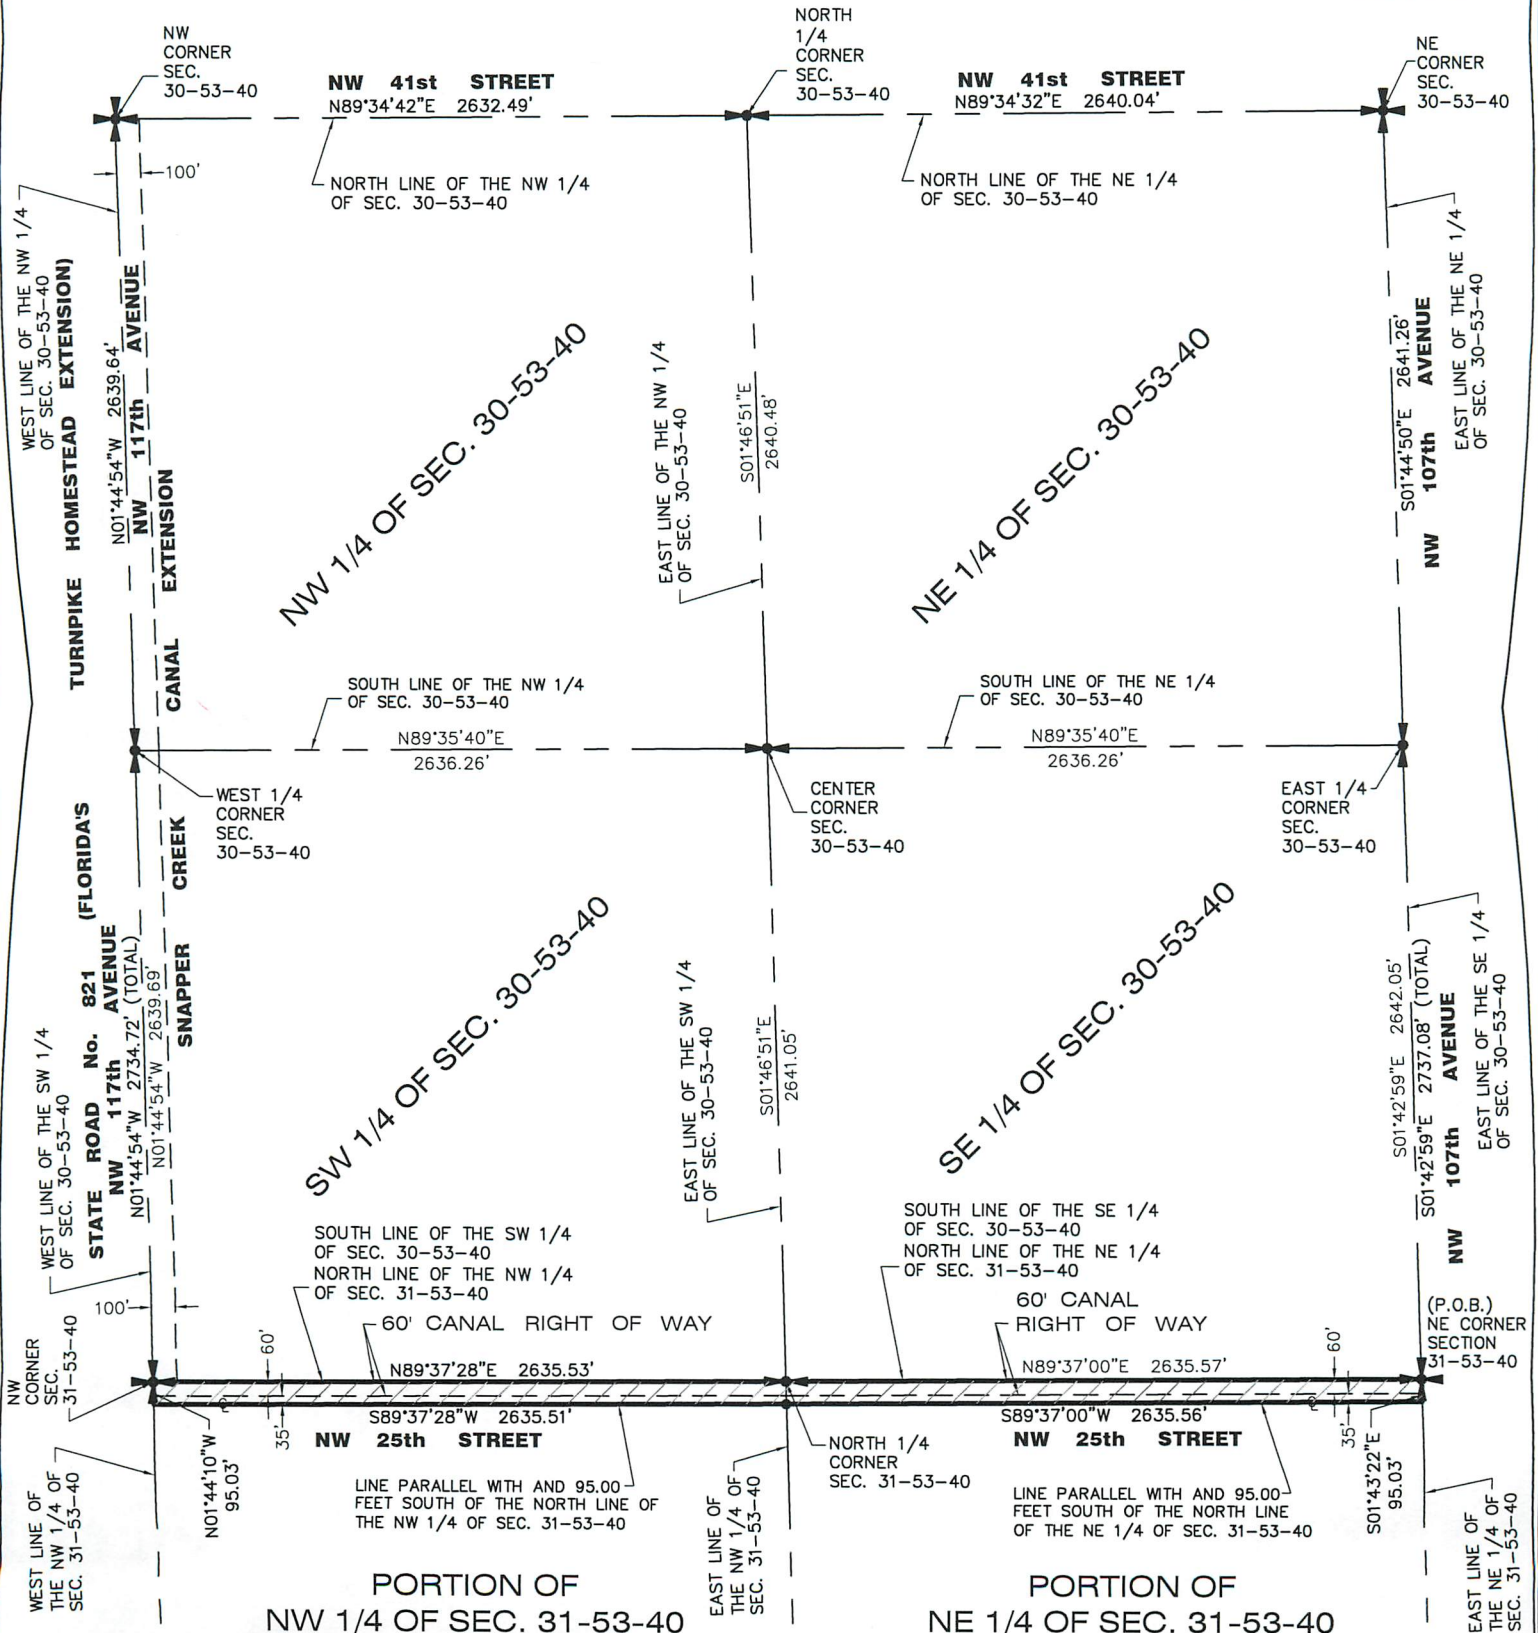 NW
CORNER
SEC.
30-53-40
NW 41st STREET
N89°34'42"E 2632.49'
NORTH
1/4
CORNER
SEC.
30-53-40
NW 41st STREET
N89°34'32"E 2640.04'
NE
CORNER
SEC.
30-53-40
100'
NORTH LINE OF THE NW 1/4
OF SEC. 30-53-40
NORTH LINE OF THE NE 1/4
OF SEC. 30-53-40
WEST LINE OF THE NW 1/4
OF SEC. 30-53-40
TURNPIKE HOMESTEAD EXTENSION)
N01°44'54"W 2639.64'
NW 117th AVENUE
CANAL EXTENSION
NW 1/4 OF SEC. 30-53-40
EAST LINE OF THE NW 1/4
OF SEC. 30-53-40
S01°46'51"E
2640.48'
NE 1/4 OF SEC. 30-53-40
S01°44'50"E 2641.26'
NW 107th AVENUE
EAST LINE OF THE NE 1/4
OF SEC. 30-53-40
SOUTH LINE OF THE NW 1/4
OF SEC. 30-53-40
N89°35'40"E
2636.26'
SOUTH LINE OF THE NE 1/4
OF SEC. 30-53-40
N89°35'40"E
2636.26'
WEST 1/4
CORNER
SEC.
30-53-40
CENTER
CORNER
SEC.
30-53-40
EAST 1/4
CORNER
SEC.
30-53-40
WEST LINE OF THE SW 1/4
OF SEC. 30-53-40
STATE ROAD No. 821 (FLORIDA'S
NW 117th AVENUE
N01°44'54"W 2734.72' (TOTAL)
N01°44'54"W 2639.69'
SNAPPER CREEK
SW 1/4 OF SEC. 30-53-40
EAST LINE OF THE SW 1/4
OF SEC. 30-53-40
S01°46'51"E
2641.05'
SE 1/4 OF SEC. 30-53-40
S01°42'59"E 2642.05'
S01°42'59"E 2737.08' (TOTAL)
NW 107th AVENUE
EAST LINE OF THE SE 1/4
OF SEC. 30-53-40
SOUTH LINE OF THE SW 1/4
OF SEC. 30-53-40
NORTH LINE OF THE NW 1/4
OF SEC. 31-53-40
60' CANAL RIGHT OF WAY
SOUTH LINE OF THE SE 1/4
OF SEC. 30-53-40
NORTH LINE OF THE NE 1/4
OF SEC. 31-53-40
60' CANAL
RIGHT OF WAY
(P.O.B.)
NE CORNER
SECTION
31-53-40
100'
NW
CORNER
SEC.
31-53-40
60'
N89°37'28"E 2635.53'
N89°37'00"E 2635.57'
60'
S89°37'28"W 2635.51'
S89°37'00"W 2635.56'
35'
NW 25th STREET
NW 25th STREET
35'
NORTH 1/4
CORNER
SEC. 31-53-40
N01°44'10"W
95.03'
S01°43'22"E
95.03'
LINE PARALLEL WITH AND 95.00
FEET SOUTH OF THE NORTH LINE OF
THE NW 1/4 OF SEC. 31-53-40
LINE PARALLEL WITH AND 95.00
FEET SOUTH OF THE NORTH LINE
OF THE NE 1/4 OF SEC. 31-53-40
WEST LINE OF
THE NW 1/4 OF
SEC. 31-53-40
EAST LINE OF
THE NW 1/4 OF
SEC. 31-53-40
EAST LINE OF
THE NE 1/4 OF
SEC. 31-53-40
PORTION OF
NW 1/4 OF SEC. 31-53-40
PORTION OF
NE 1/4 OF SEC. 31-53-40